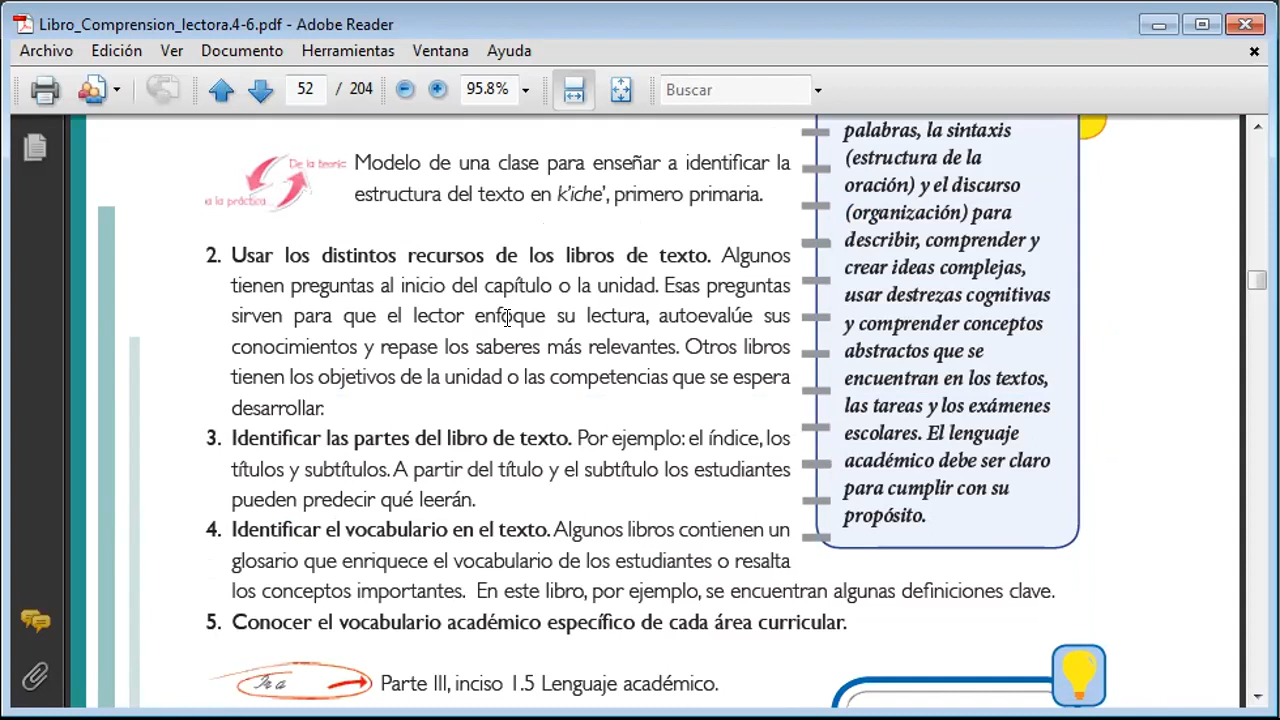 Libro_Comprension_lectora.4-6.pdf - Adobe Reader
Archivo Edición Ver Documento Herramientas Ventana Ayuda
52 / 204 95.8% Buscar
De la teoría
a la práctica...
Modelo de una clase para enseñar a identificar la
estructura del texto en k'iche', primero primaria.
2. Usar los distintos recursos de los libros de texto. Algunos
tienen preguntas al inicio del capítulo o la unidad. Esas preguntas
sirven para que el lector enfoque su lectura, autoevalúe sus
conocimientos y repase los saberes más relevantes. Otros libros
tienen los objetivos de la unidad o las competencias que se espera
desarrollar.
3. Identificar las partes del libro de texto. Por ejemplo: el índice, los
títulos y subtítulos. A partir del título y el subtítulo los estudiantes
pueden predecir qué leerán.
4. Identificar el vocabulario en el texto. Algunos libros contienen un
glosario que enriquece el vocabulario de los estudiantes o resalta
los conceptos importantes. En este libro, por ejemplo, se encuentran algunas definiciones clave.
5. Conocer el vocabulario académico específico de cada área curricular.
Ir a
Parte III, inciso 1.5 Lenguaje académico.
palabras, la sintaxis
(estructura de la
oración) y el discurso
(organización) para
describir, comprender y
crear ideas complejas,
usar destrezas cognitivas
y comprender conceptos
abstractos que se
encuentran en los textos,
las tareas y los exámenes
escolares. El lenguaje
académico debe ser claro
para cumplir con su
propósito.